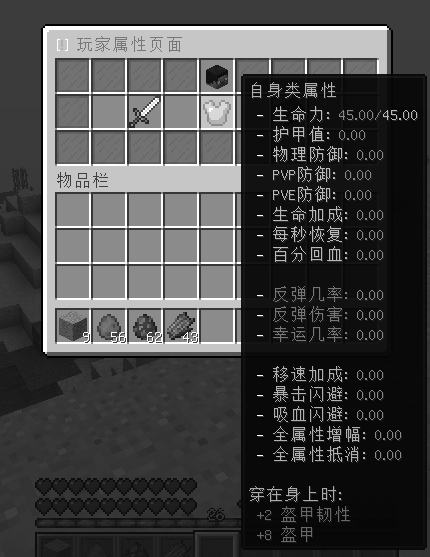 [] 玩家属性页面
自身类属性
- 生命力: 45.00/45.00
- 护甲值: 0.00
- 物理防御: 0.00
- PVP防御: 0.00
- PVE防御: 0.00
- 生命加成: 0.00
- 每秒恢复: 0.00
- 百分回血: 0.00
- 反弹几率: 0.00
- 反弹伤害: 0.00
- 幸运几率: 0.00
- 移速加成: 0.00
- 暴击闪避: 0.00
- 吸血闪避: 0.00
- 全属性增幅: 0.00
- 全属性抵消: 0.00
穿在身上时:
+2 盔甲韧性
+8 盔甲
物品栏
9 56 62 43
26